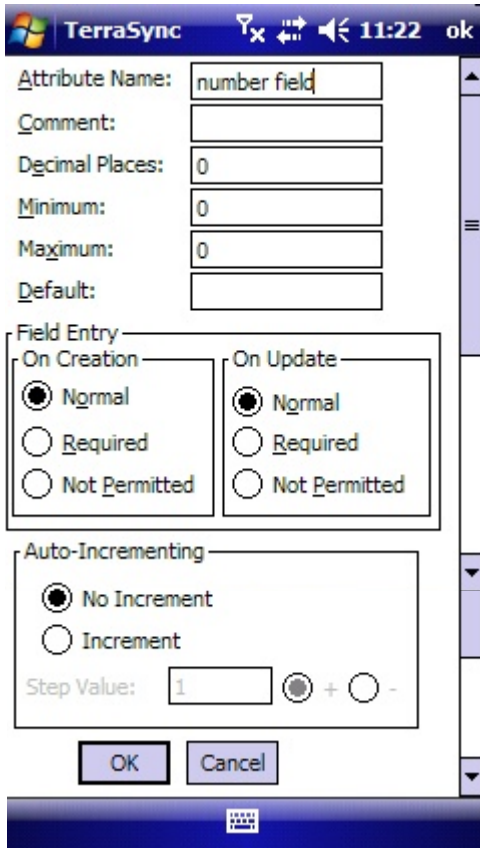 TerraSync 11:22 ok
Attribute Name: number field
Comment:
Decimal Places: 0
Minimum: 0
Maximum: 0
Default:
Field Entry
On Creation On Update
Normal Normal
Required Required
Not Permitted Not Permitted
Auto-Incrementing
No Increment
Increment
Step Value: 1 + -
OK Cancel